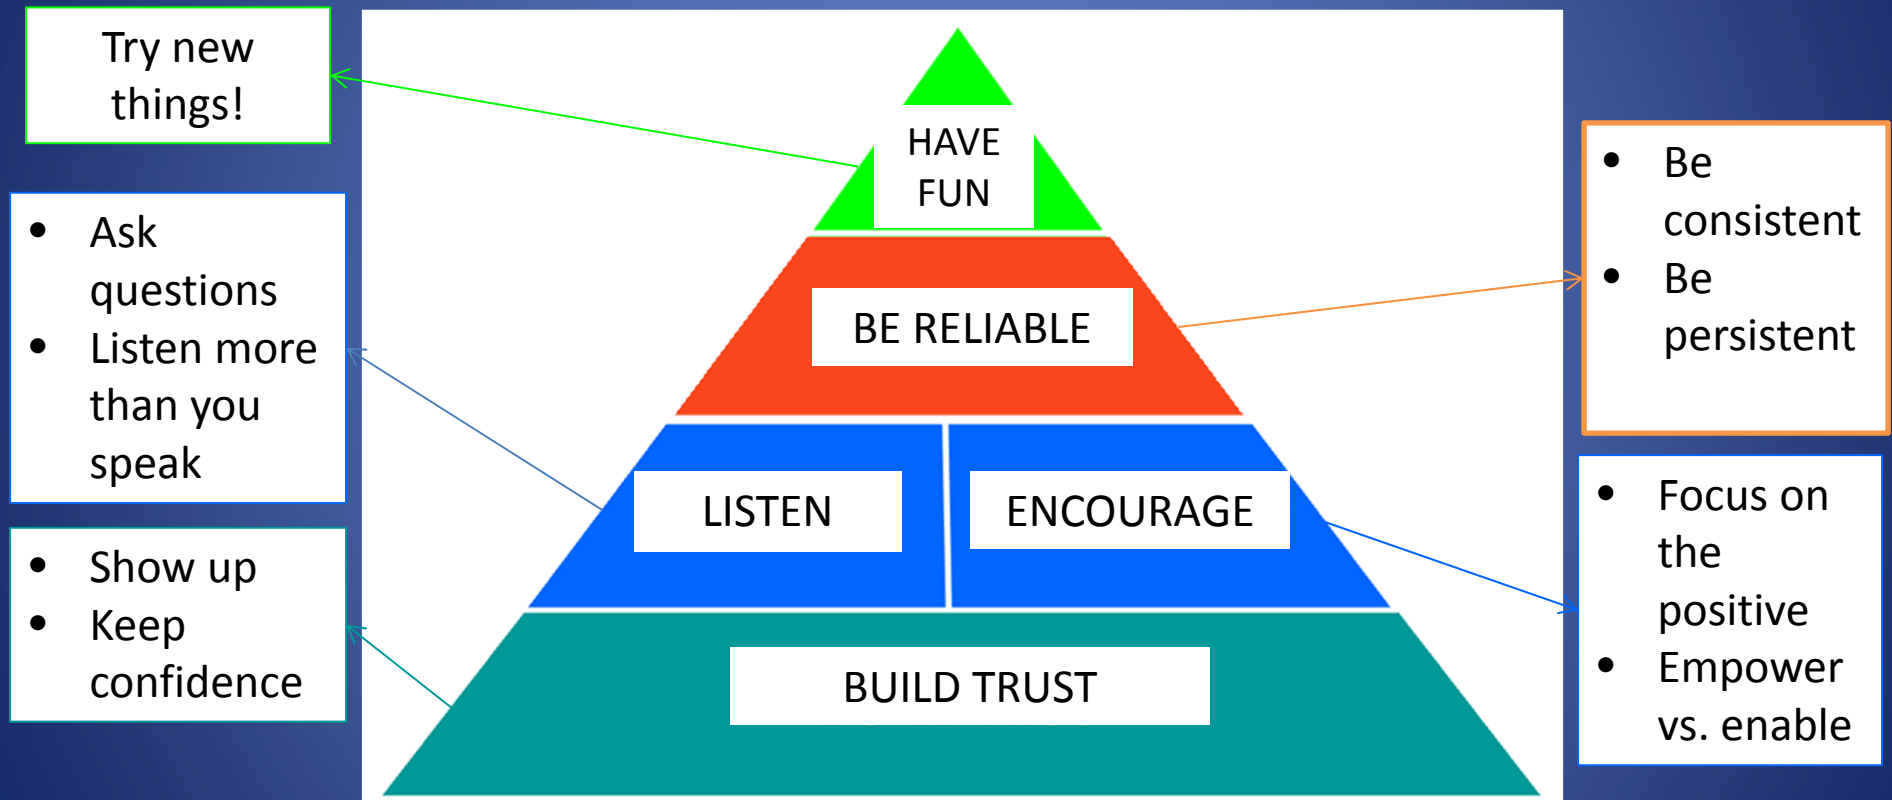 Try new
things!
• Ask
questions
• Listen more
than you
speak
• Show up
• Keep
confidence
HAVE
FUN
BE RELIABLE
LISTEN
ENCOURAGE
BUILD TRUST
• Be
consistent
• Be
persistent
• Focus on
the
positive
• Empower
vs. enable